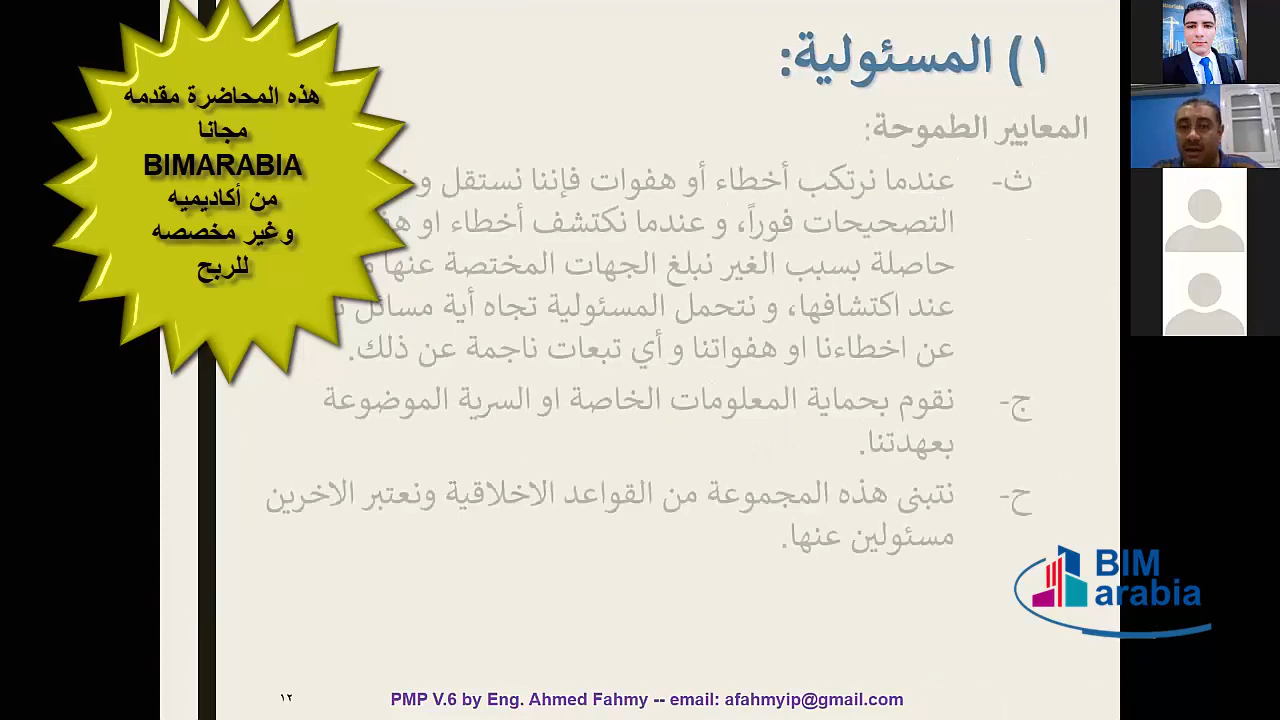 ١) المسئولية:
المعايير الطموحة:
ث- عندما نرتكب أخطاء أو هفوات فإننا نستقل
التصحيحات فوراً، و عندما نكتشف أخطاء او
حاصلة بسبب الغير نبلغ الجهات المختصة عنها
عند اكتشافها، و نتحمل المسئولية تجاه أية مسائل
عن اخطاءنا او هفواتنا و أي تبعات ناجمة عن ذلك.
ج- نقوم بحماية المعلومات الخاصة او السرية الموضوعة
بعهدتنا.
ح- نتبنى هذه المجموعة من القواعد الاخلاقية ونعتبر الاخرين
مسئولين عنها.
هذه المحاضرة مقدمه
مجانا
BIMARABIA
من أكاديميه
وغير مخصصه
للربح
BIM
arabia
PMP V.6 by Eng. Ahmed Fahmy -- email: afahmyip@gmail.com
١٢